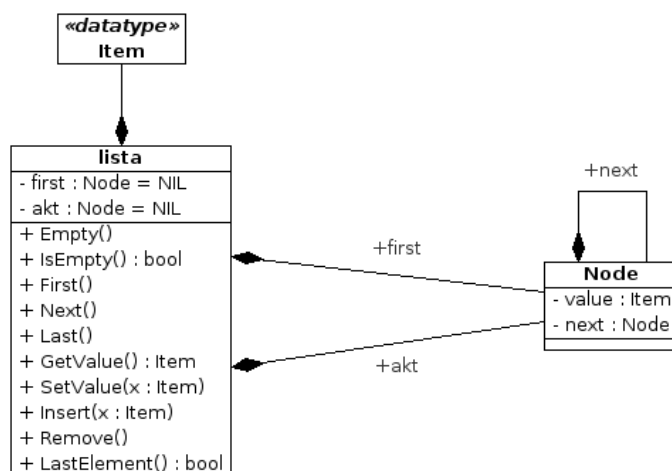 «datatype»
Item
lista
- first : Node = NIL
- akt : Node = NIL
+ Empty()
+ IsEmpty() : bool
+ First()
+ Next()
+ Last()
+ GetValue() : Item
+ SetValue(x : Item)
+ Insert(x : Item)
+ Remove()
+ LastElement() : bool
+first
+akt
+next
Node
- value : Item
- next : Node